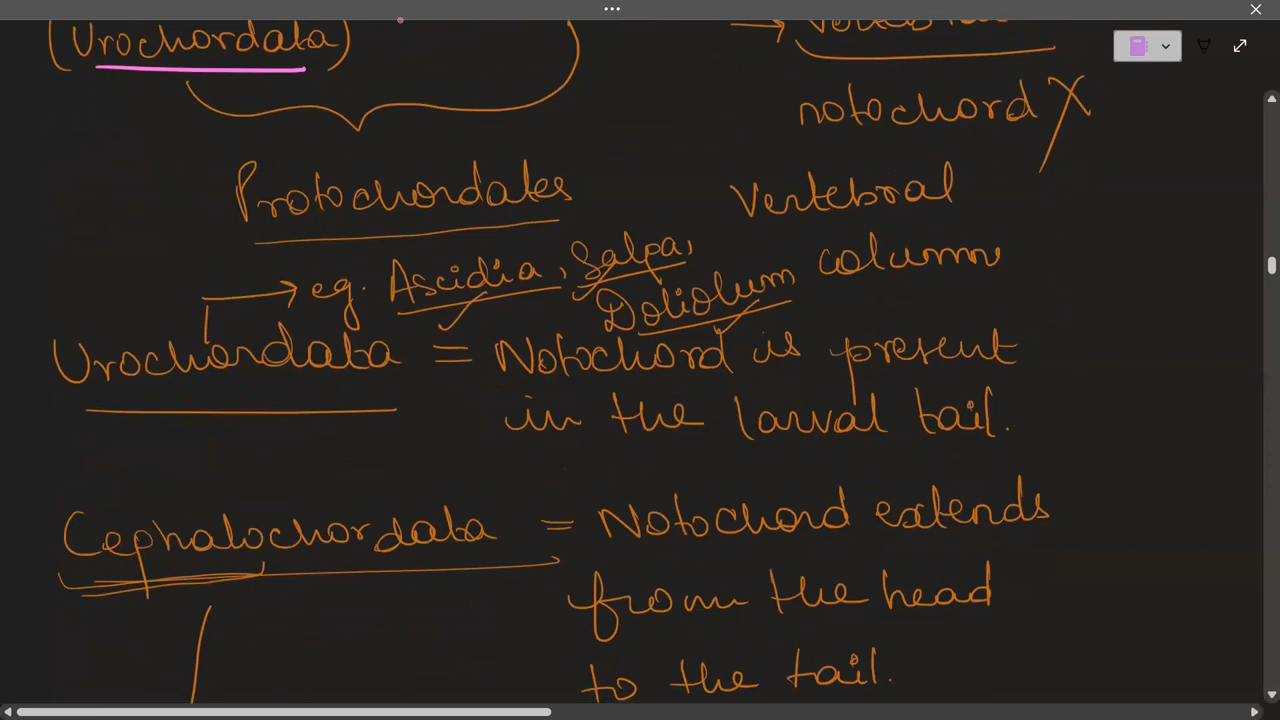 (Urochordata)
→ Vertebrata
notochord X
Protochordates
Vertebral
column
→ eg. Ascidia, Salpa,
Doliolum
Urochordata = Notochord is present
in the larval tail.
Cephalochordata = Notochord extends
from the head
to the tail.